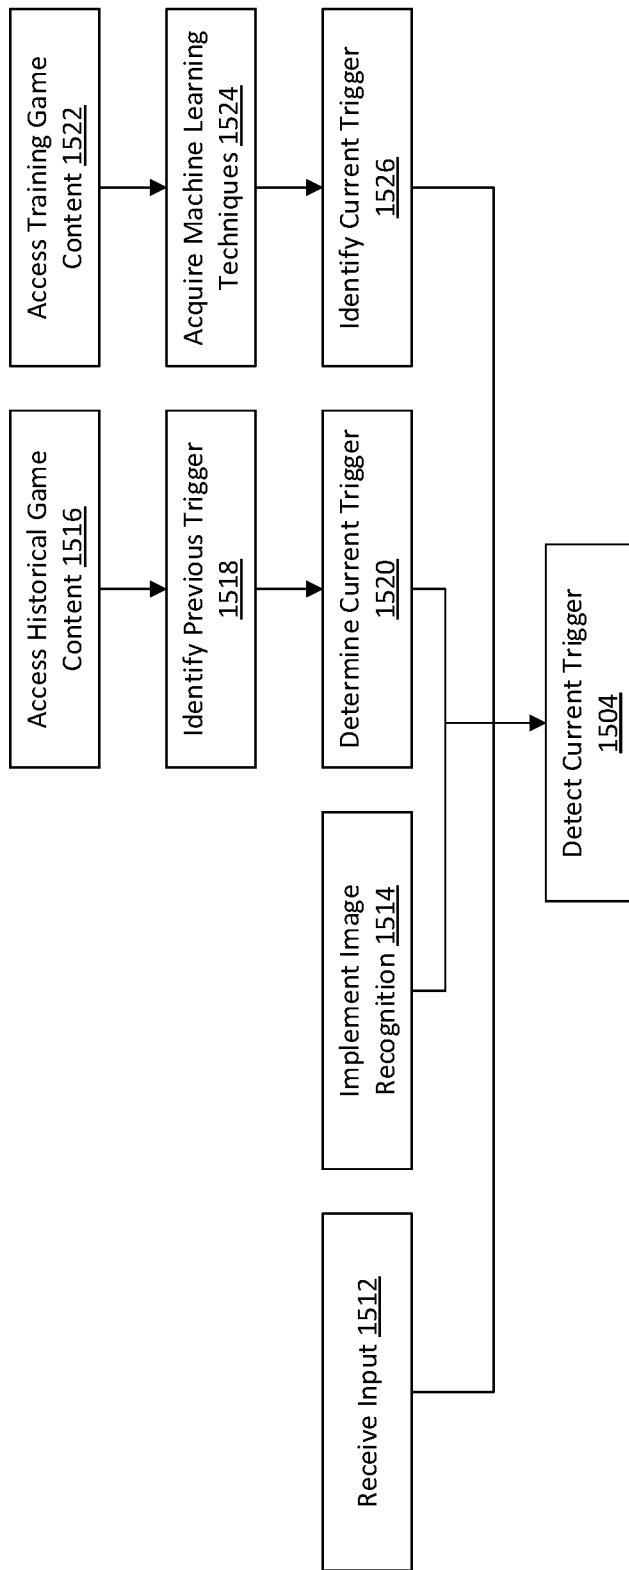 Access Training Game
Content 1522
Acquire Machine Learning
Techniques 1524
Identify Current Trigger
1526
Access Historical Game
Content 1516
Identify Previous Trigger
1518
Determine Current Trigger
1520
Implement Image
Recognition 1514
Receive Input 1512
Detect Current Trigger
1504